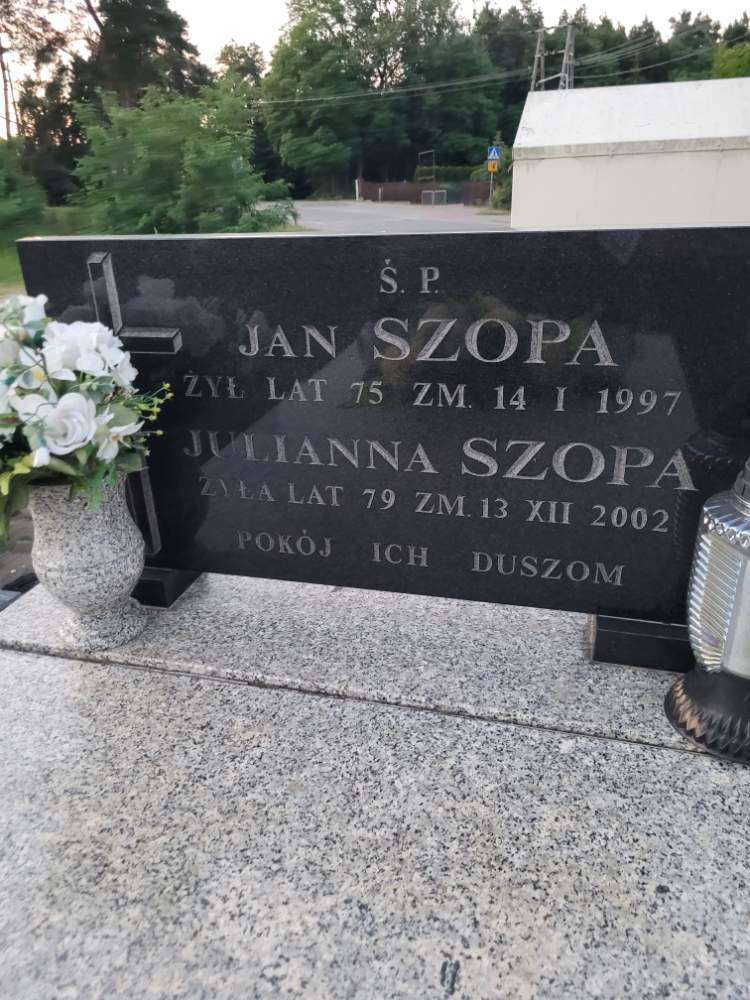 Ś. P.
JAN SZOPA
ŻYŁ LAT 75 ZM. 14 I 1997
JULIANNA SZOPA
ŻYŁA LAT 79 ZM. 13 XII 2002
POKÓJ ICH DUSZOM